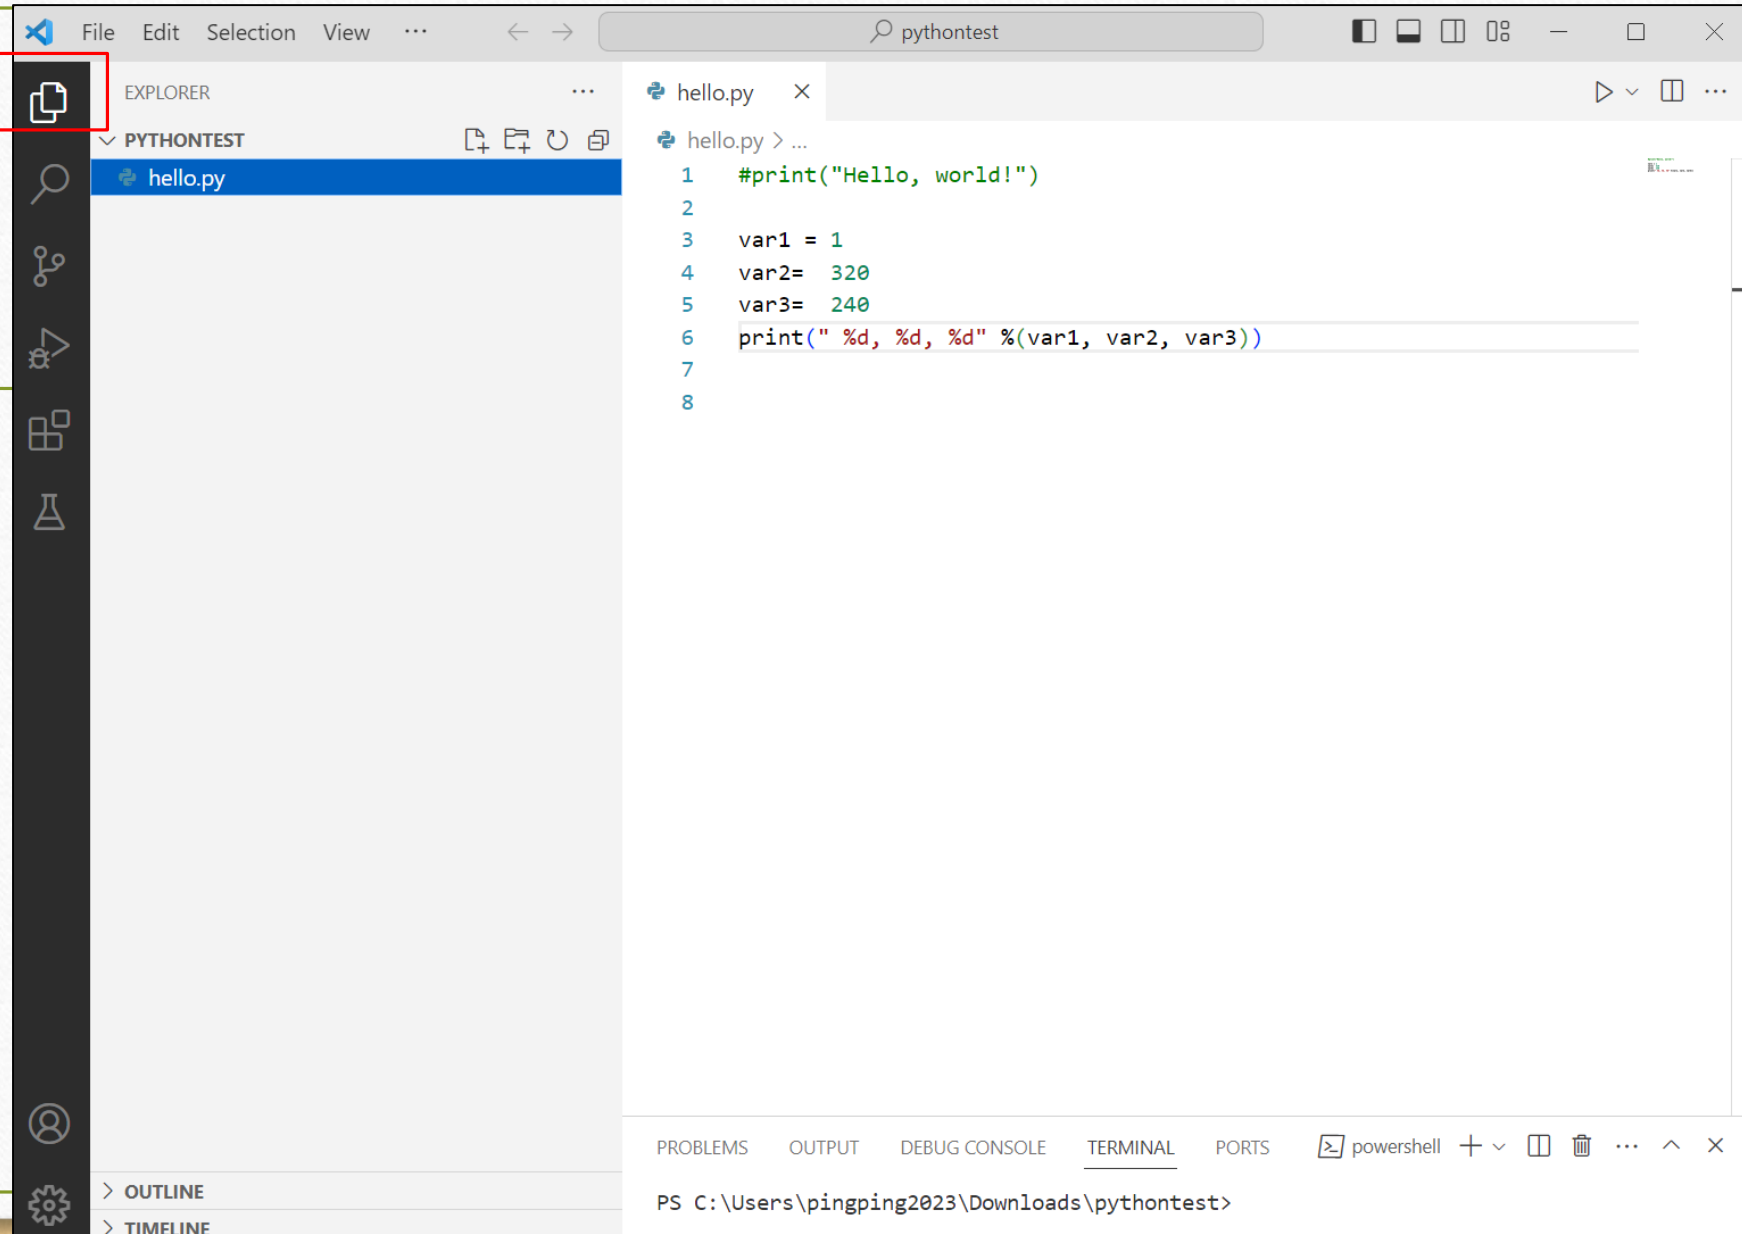 File Edit Selection View ··· pythontest
EXPLORER ···
PYTHONTEST
hello.py
hello.py
hello.py > ...
1 #print("Hello, world!")
2
3 var1 = 1
4 var2=  320
5 var3=  240
6 print(" %d, %d, %d" %(var1, var2, var3))
7
8
PROBLEMS OUTPUT DEBUG CONSOLE TERMINAL PORTS powershell
PS C:\Users\pingping2023\Downloads\pythontest>
OUTLINE
TIMELINE